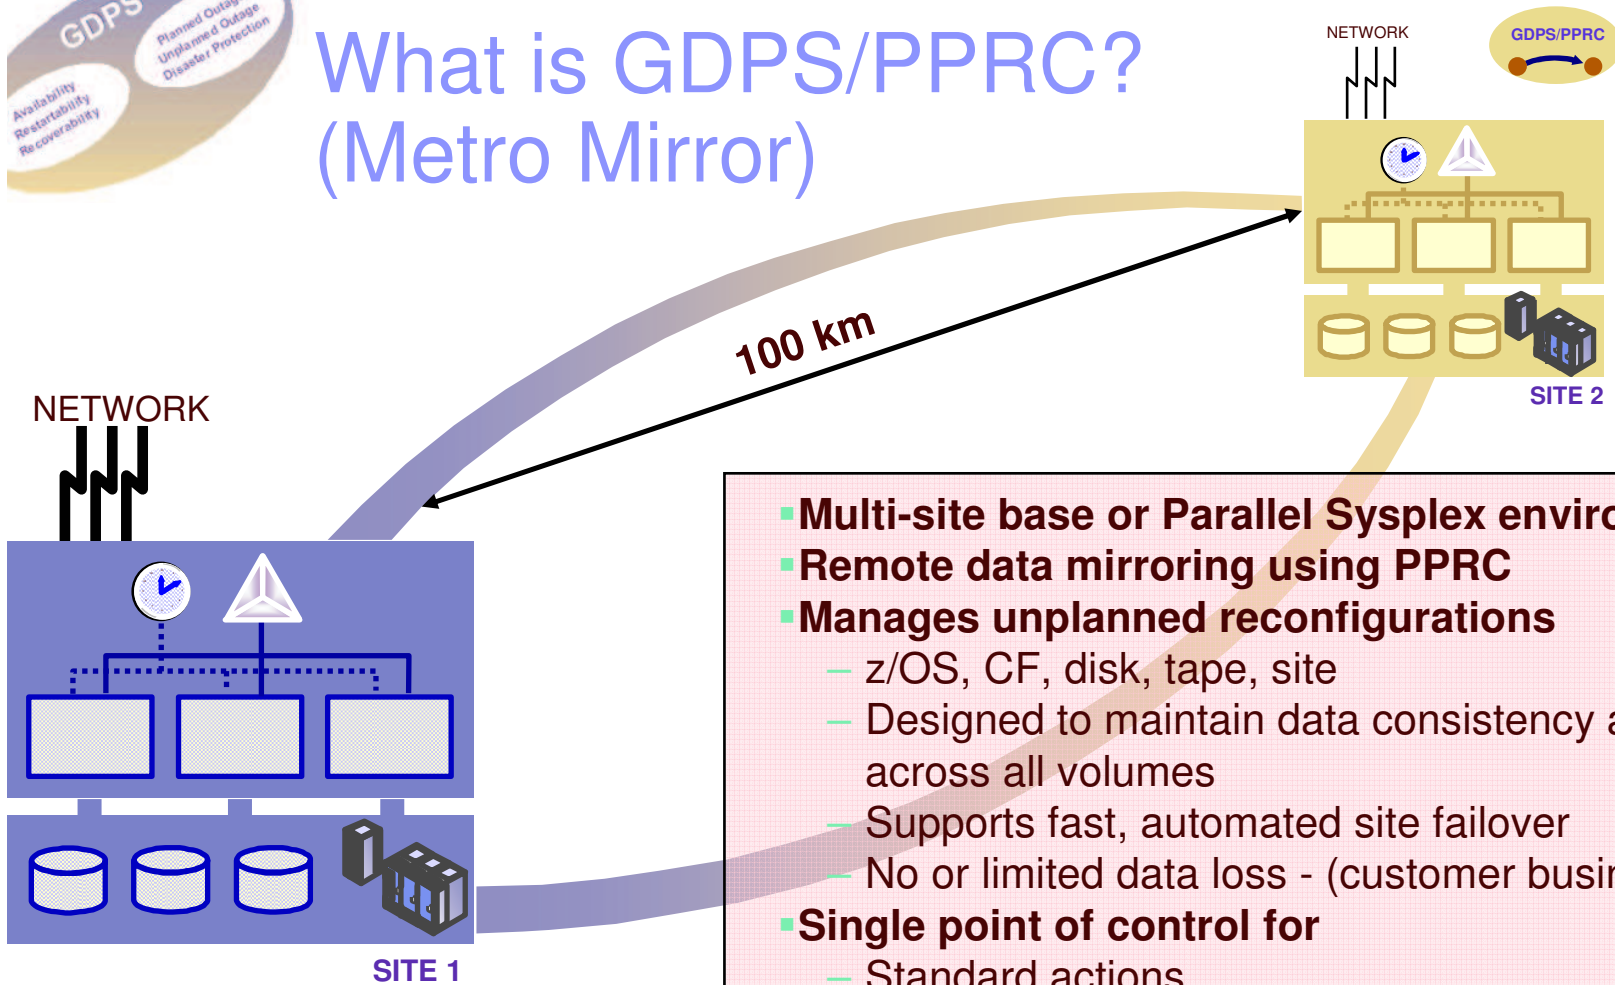 GDPS
Planned Outage
Unplanned Outage
Disaster Protection
Availability
Restartability
Recoverability
What is GDPS/PPRC?
(Metro Mirror)
NETWORK
GDPS/PPRC
100 km
SITE 2
NETWORK
SITE 1
▪Multi-site base or Parallel Sysplex enviro
▪Remote data mirroring using PPRC
▪Manages unplanned reconfigurations
– z/OS, CF, disk, tape, site
– Designed to maintain data consistency a
across all volumes
– Supports fast, automated site failover
– No or limited data loss - (customer busin
▪Single point of control for
– Standard actions